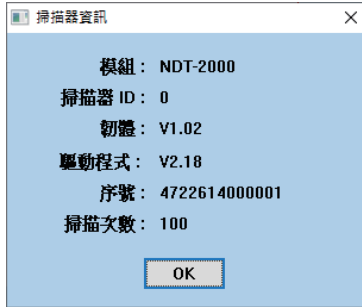 掃描器資訊
模組： NDT-2000
掃描器 ID： 0
韌體： V1.02
驅動程式： V2.18
序號： 4722614000001
掃描次數： 100
OK